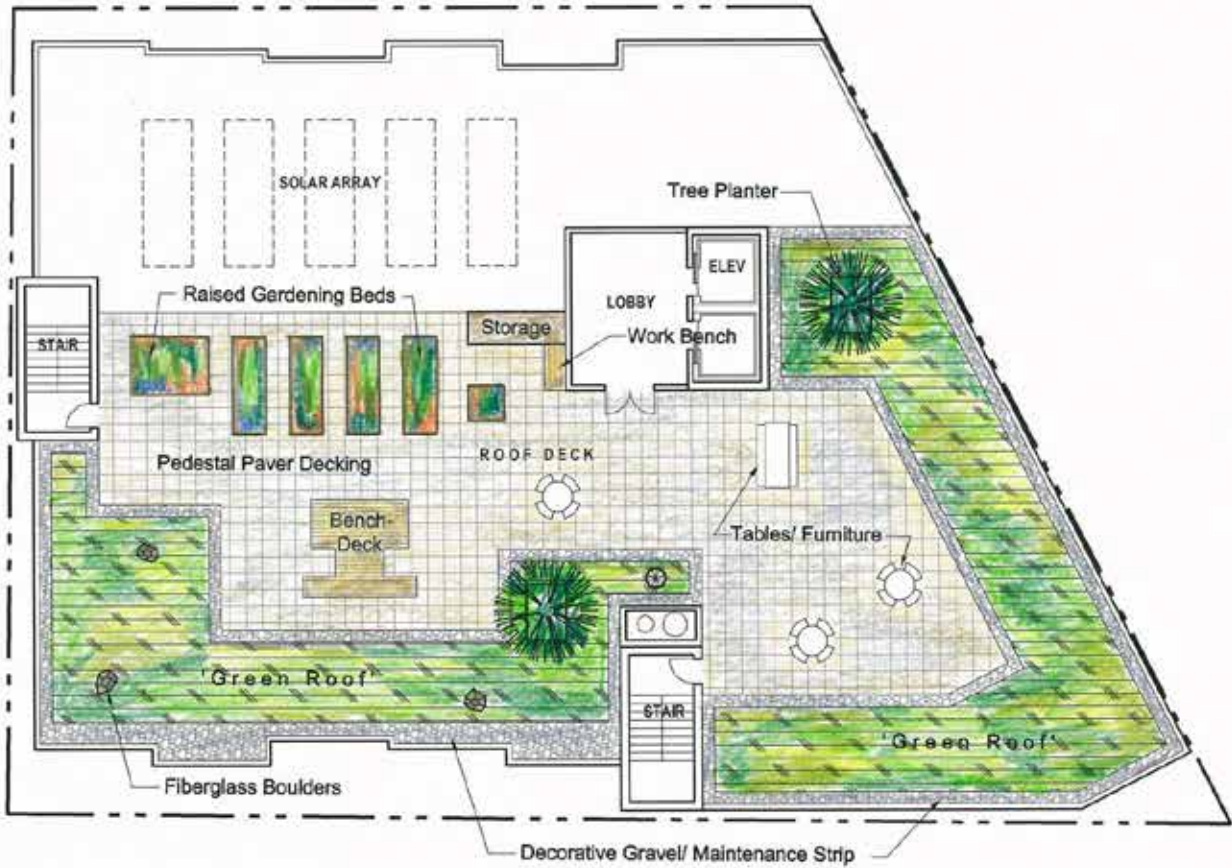 SOLAR ARRAY
Tree Planter
ELEV
Raised Gardening Beds
LOBBY
Storage
Work Bench
STAIR
ROOF DECK
Pedestal Paver Decking
Bench-
Deck
Tables/ Furniture
'Green Roof'
STAIR
'Green Roof'
Fiberglass Boulders
Decorative Gravel/ Maintenance Strip